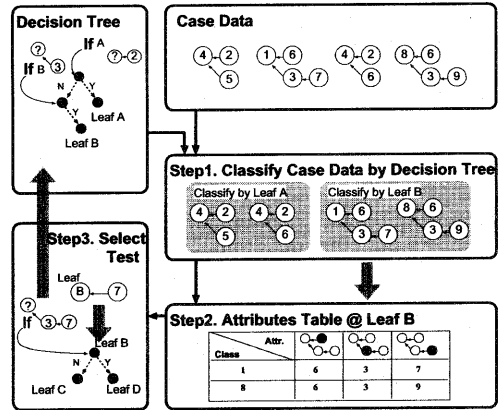 Decision Tree
If A
? 2
? 3
If B
N Y
Leaf A
Y
Leaf B
Case Data
4 2 5
1 6 3 7
4 2 6
8 6 3 9
Step1. Classify Case Data by Decision Tree
Classify by Leaf A
4 2 5
4 2 6
Classify by Leaf B
1 6 3 7
8 6 3 9
Step3. Select Test
Leaf
B 7
?
If 3 7
Leaf B
N Y
Leaf C Leaf D
Step2. Attributes Table @ Leaf B
Attr.
Class
1 6 3 7
8 6 3 9